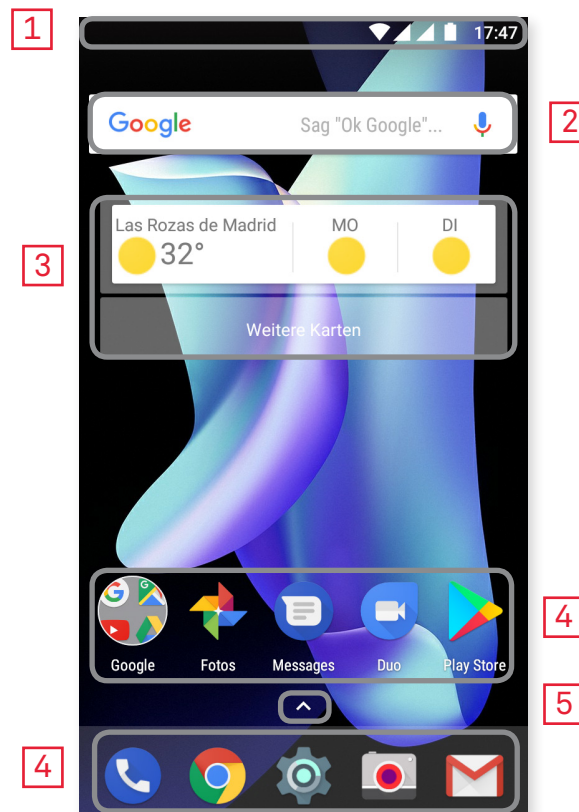 1
17:47
Google Sag "Ok Google"...
2
Las Rozas de Madrid MO DI
32°
3
Weitere Karten
4
Google Fotos Messages Duo Play Store
5
4